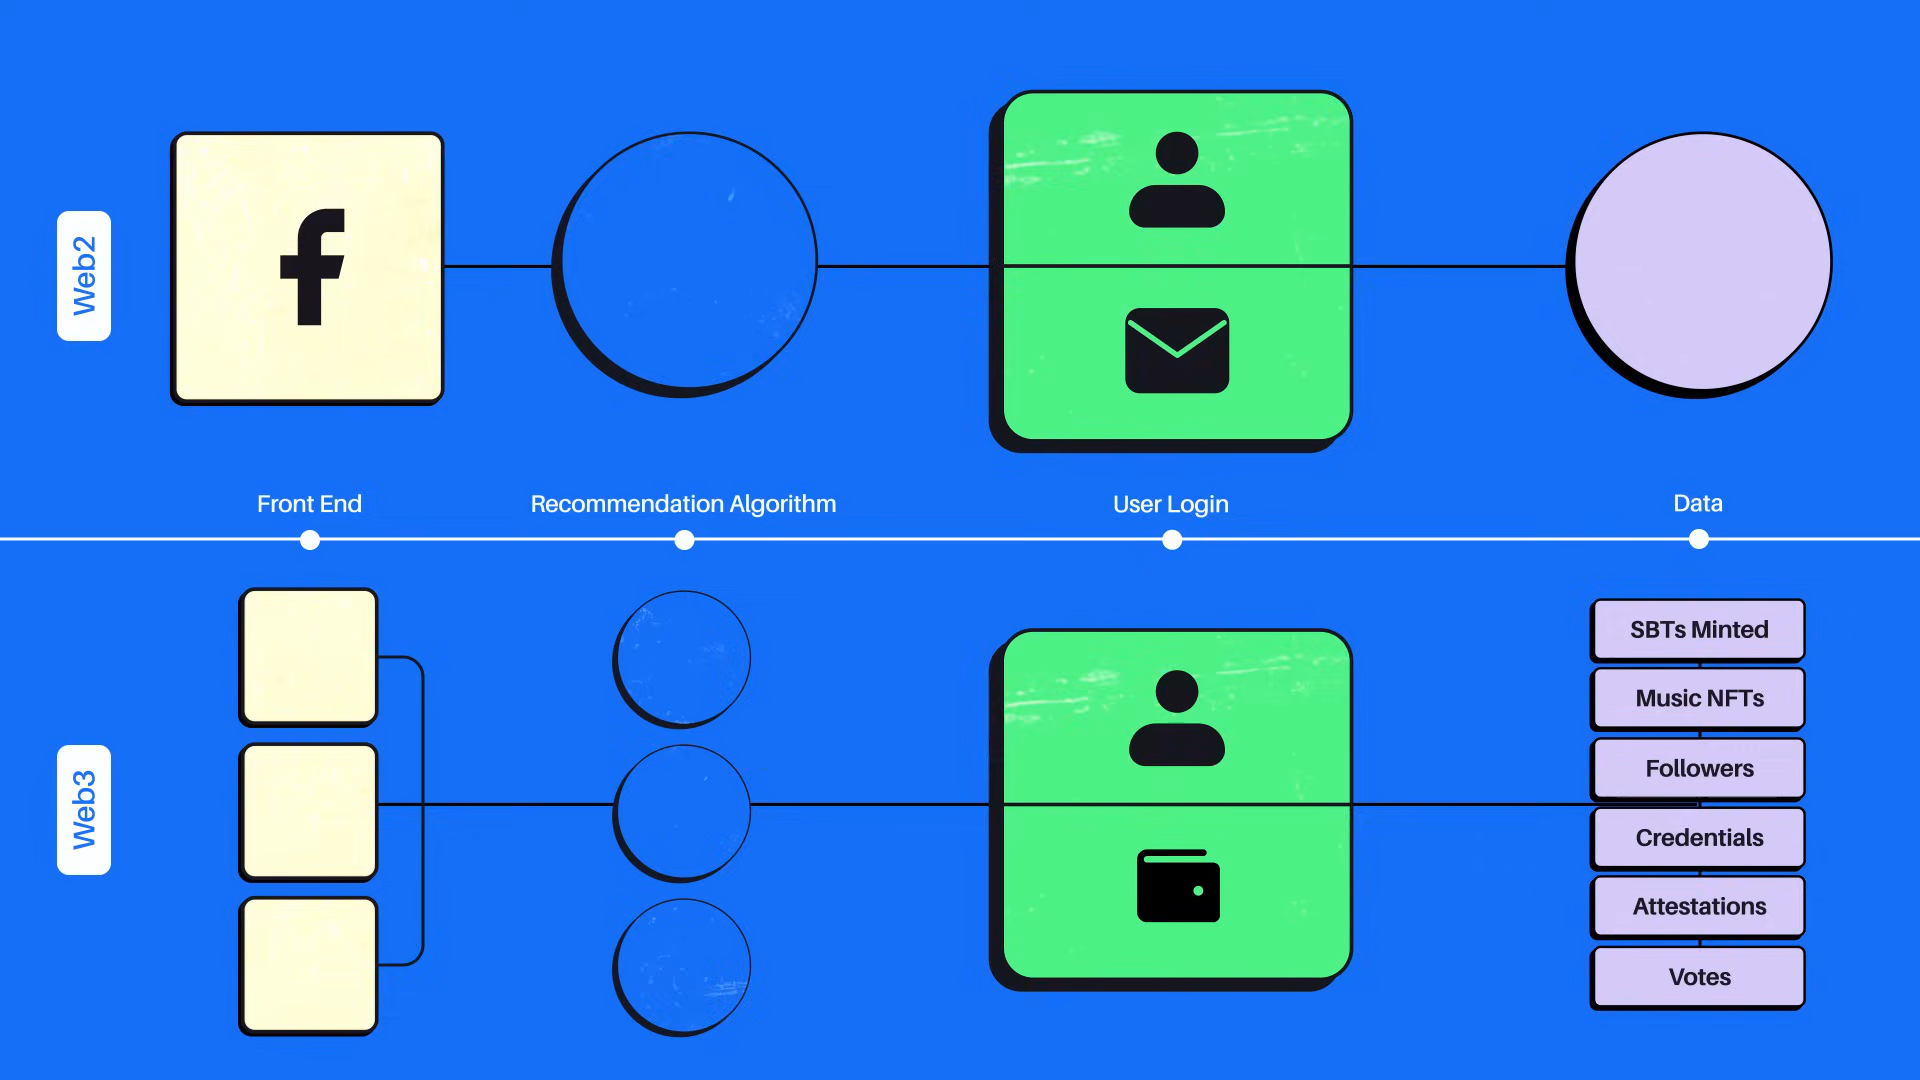 Web2
Front End
Recommendation Algorithm
User Login
Data
Web3
SBTs Minted
Music NFTs
Followers
Credentials
Attestations
Votes